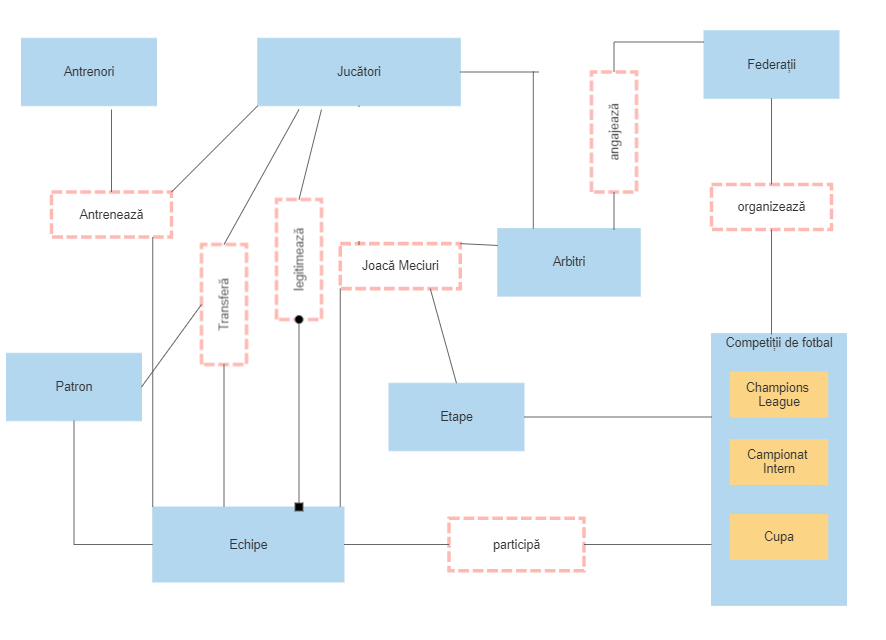 Antrenori
Jucători
Federații
angajează
Antrenează
organizează
legitimează
Transferă
Joacă Meciuri
Arbitri
Competiții de fotbal
Patron
Etape
Champions
League
Campionat
Intern
Echipe
participă
Cupa